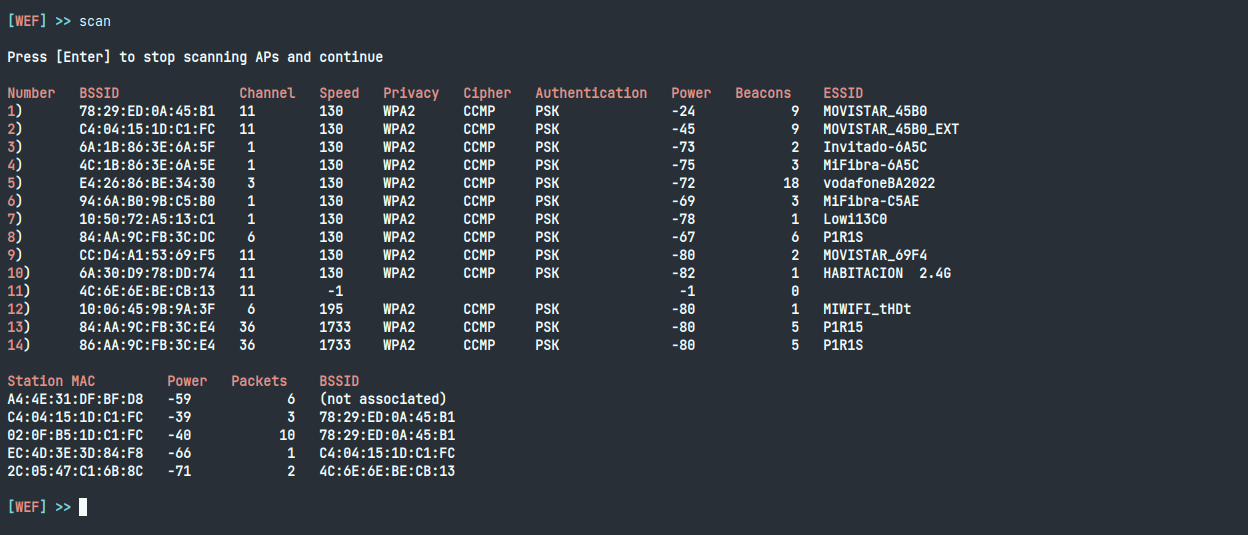 [WEF] >> scan
Press [Enter] to stop scanning APs and continue
Number BSSID Channel Speed Privacy Cipher Authentication Power Beacons ESSID
1) 78:29:ED:0A:45:B1 11 130 WPA2 CCMP PSK -24 9 MOVISTAR_45B0
2) C4:04:15:1D:C1:FC 11 130 WPA2 CCMP PSK -45 9 MOVISTAR_45B0_EXT
3) 6A:1B:86:3E:6A:5F 1 130 WPA2 CCMP PSK -73 2 Invitado-6A5C
4) 4C:1B:86:3E:6A:5E 1 130 WPA2 CCMP PSK -75 3 MiFibra-6A5C
5) E4:26:86:BE:34:30 3 130 WPA2 CCMP PSK -72 18 vodafoneBA2022
6) 94:6A:B0:9B:C5:B0 1 130 WPA2 CCMP PSK -69 3 MiFibra-C5AE
7) 10:50:72:A5:13:C1 1 130 WPA2 CCMP PSK -78 1 Lowi13C0
8) 84:AA:9C:FB:3C:DC 6 130 WPA2 CCMP PSK -67 6 P1R1S
9) CC:D4:A1:53:69:F5 11 130 WPA2 CCMP PSK -80 2 MOVISTAR_69F4
10) 6A:30:D9:78:DD:74 11 130 WPA2 CCMP PSK -82 1 HABITACION  2.4G
11) 4C:6E:6E:BE:CB:13 11 -1 -1 0
12) 10:06:45:9B:9A:3F 6 195 WPA2 CCMP PSK -80 1 MIWIFI_tHDt
13) 84:AA:9C:FB:3C:E4 36 1733 WPA2 CCMP PSK -80 5 P1R15
14) 86:AA:9C:FB:3C:E4 36 1733 WPA2 CCMP PSK -80 5 P1R1S
Station MAC Power Packets BSSID
A4:4E:31:DF:BF:D8 -59 6 (not associated)
C4:04:15:1D:C1:FC -39 3 78:29:ED:0A:45:B1
02:0F:B5:1D:C1:FC -40 10 78:29:ED:0A:45:B1
EC:4D:3E:3D:84:F8 -66 1 C4:04:15:1D:C1:FC
2C:05:47:C1:6B:8C -71 2 4C:6E:6E:BE:CB:13
[WEF] >>